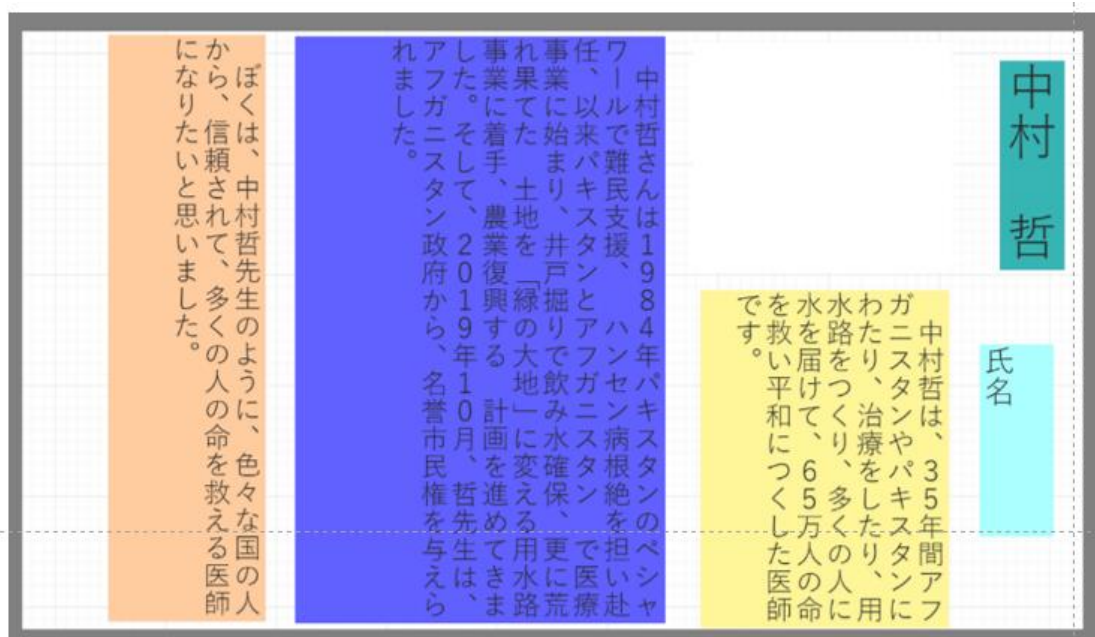 中村　哲
氏名
　中村哲は、35年間アフ
ガニスタンやパキスタンに
わたり、治療をしたり、用
水路をつくり、多くの人に
水を届けて、65万人の命
を救い平和につくした医師
です。
　中村哲さんは1984年パキスタンのペシャ
ワールで難民支援、　ハンセン病根絶を担い赴
任、以来パキスタンとアフガニスタン　で医療
事業に始まり、井戸掘りで飲み水確保、更に荒
れ果てた　土地を「緑の大地」に変える用水路
事業に着手、農業復興する　計画を進めてきま
した。そして、2019年10月、哲先生は、
アフガニスタン政府から、名誉市民権を与えら
れました。
　ぼくは、中村哲先生のように、色々な国の人
から、信頼されて、多くの人の命を救える医師
になりたいと思いました。